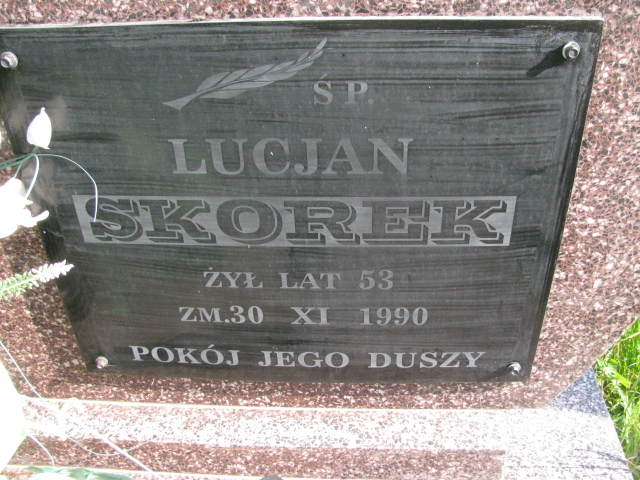 ŚP.
LUCJAN
SKOREK
ŻYŁ LAT 53
ZM.30 XI 1990
POKÓJ JEGO DUSZY